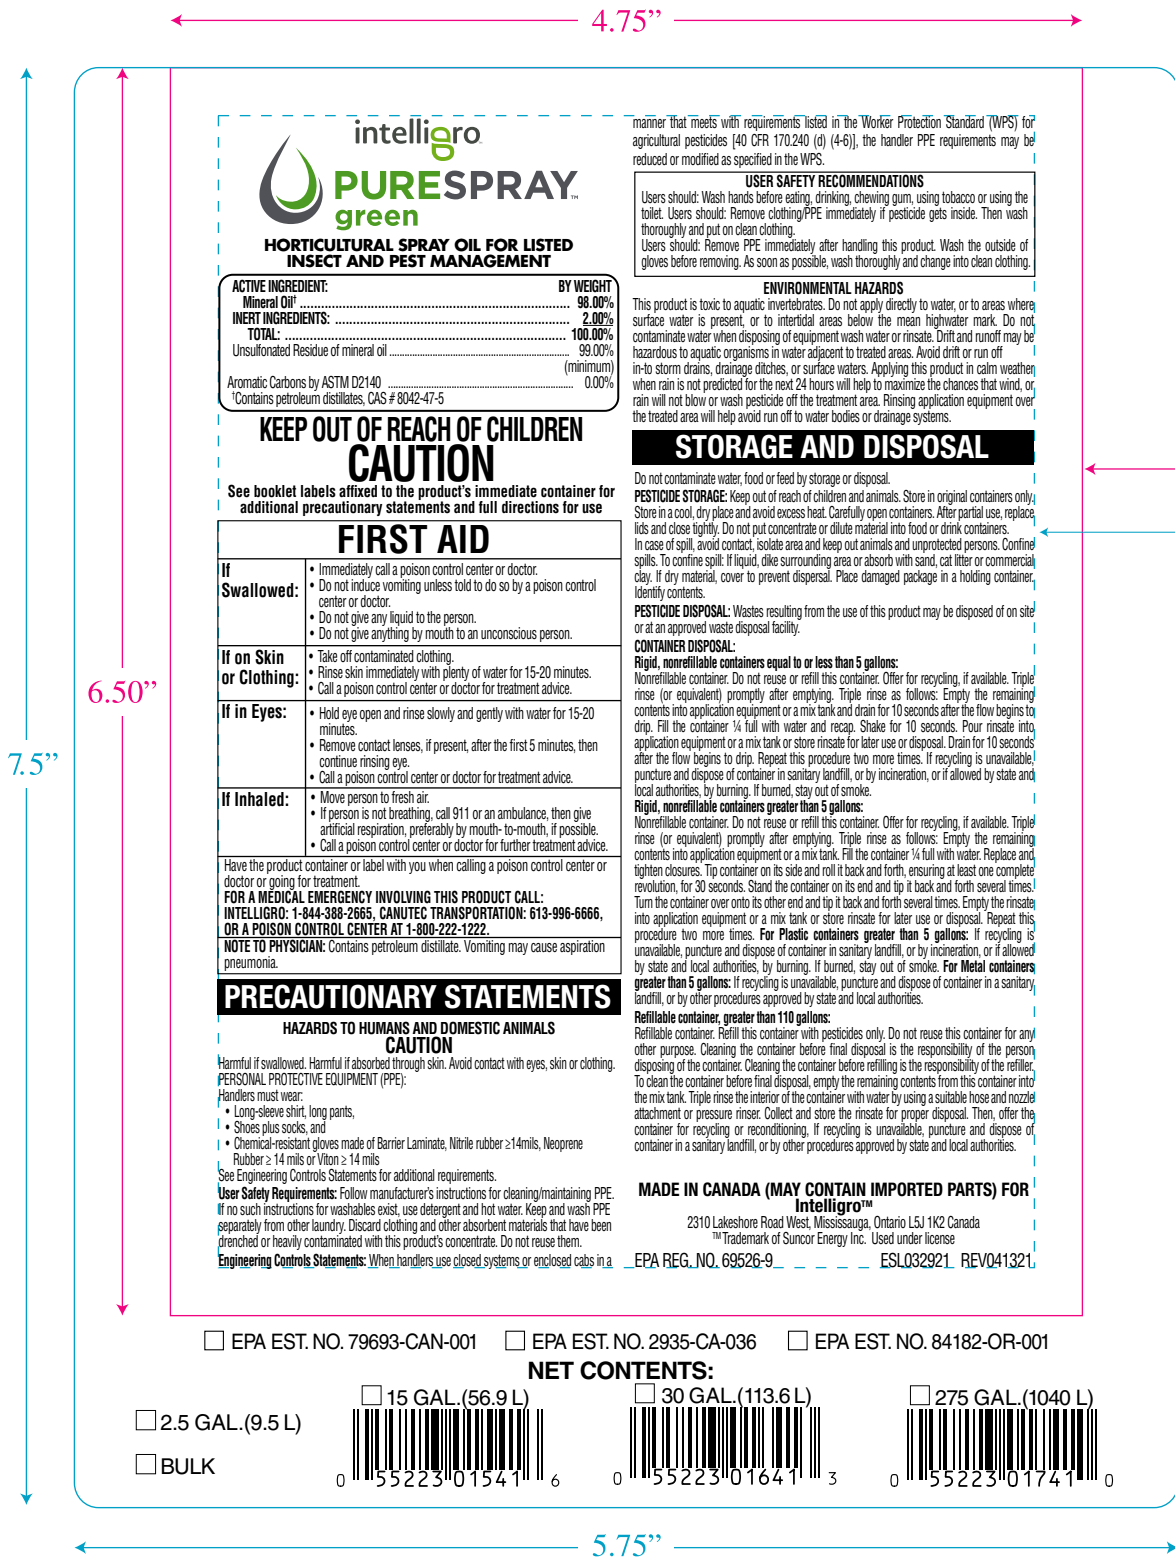 4.75”
7.5”
6.50”
intelligro™
PURESPRAY™
green
HORTICULTURAL SPRAY OIL FOR LISTED
INSECT AND PEST MANAGEMENT
ACTIVE INGREDIENT: BY WEIGHT
Mineral Oil† .................... 98.00%
INERT INGREDIENTS: .................... 2.00%
TOTAL: .................... 100.00%
Unsulfonated Residue of mineral oil .................... 99.00%
(minimum)
Aromatic Carbons by ASTM D2140 .................... 0.00%
†Contains petroleum distillates, CAS # 8042-47-5
KEEP OUT OF REACH OF CHILDREN
CAUTION
See booklet labels affixed to the product’s immediate container for
additional precautionary statements and full directions for use
FIRST AID
If
Swallowed:
• Immediately call a poison control center or doctor.
• Do not induce vomiting unless told to do so by a poison control
center or doctor.
• Do not give any liquid to the person.
• Do not give anything by mouth to an unconscious person.
If on Skin
or Clothing:
• Take off contaminated clothing.
• Rinse skin immediately with plenty of water for 15-20 minutes.
• Call a poison control center or doctor for treatment advice.
If in Eyes:
• Hold eye open and rinse slowly and gently with water for 15-20
minutes.
• Remove contact lenses, if present, after the first 5 minutes, then
continue rinsing eye.
• Call a poison control center or doctor for treatment advice.
If Inhaled:
• Move person to fresh air.
• If person is not breathing, call 911 or an ambulance, then give
artificial respiration, preferably by mouth- to-mouth, if possible.
• Call a poison control center or doctor for further treatment advice.
Have the product container or label with you when calling a poison control center or
doctor or going for treatment.
FOR A MEDICAL EMERGENCY INVOLVING THIS PRODUCT CALL:
INTELLIGRO: 1-844-388-2665, CANUTEC TRANSPORTATION: 613-996-6666,
OR A POISON CONTROL CENTER AT 1-800-222-1222.
NOTE TO PHYSICIAN: Contains petroleum distillate. Vomiting may cause aspiration
pneumonia.
PRECAUTIONARY STATEMENTS
HAZARDS TO HUMANS AND DOMESTIC ANIMALS
CAUTION
Harmful if swallowed. Harmful if absorbed through skin. Avoid contact with eyes, skin or clothing.
PERSONAL PROTECTIVE EQUIPMENT (PPE):
Handlers must wear:
• Long-sleeve shirt, long pants,
• Shoes plus socks, and
• Chemical-resistant gloves made of Barrier Laminate, Nitrile rubber ≥14mils, Neoprene
Rubber ≥ 14 mils or Viton ≥ 14 mils
See Engineering Controls Statements for additional requirements.
User Safety Requirements: Follow manufacturer’s instructions for cleaning/maintaining PPE.
If no such instructions for washables exist, use detergent and hot water. Keep and wash PPE
separately from other laundry. Discard clothing and other absorbent materials that have been
drenched or heavily contaminated with this product’s concentrate. Do not reuse them.
Engineering Controls Statements: When handlers use closed systems or enclosed cabs in a
manner that meets with requirements listed in the Worker Protection Standard (WPS) for
agricultural pesticides [40 CFR 170.240 (d) (4-6)], the handler PPE requirements may be
reduced or modified as specified in the WPS.
USER SAFETY RECOMMENDATIONS
Users should: Wash hands before eating, drinking, chewing gum, using tobacco or using the
toilet. Users should: Remove clothing/PPE immediately if pesticide gets inside. Then wash
thoroughly and put on clean clothing.
Users should: Remove PPE immediately after handling this product. Wash the outside of
gloves before removing. As soon as possible, wash thoroughly and change into clean clothing.
ENVIRONMENTAL HAZARDS
This product is toxic to aquatic invertebrates. Do not apply directly to water, or to areas where
surface water is present, or to intertidal areas below the mean highwater mark. Do not
contaminate water when disposing of equipment wash water or rinsate. Drift and runoff may be
hazardous to aquatic organisms in water adjacent to treated areas. Avoid drift or run off
in-to storm drains, drainage ditches, or surface waters. Applying this product in calm weather
when rain is not predicted for the next 24 hours will help to maximize the chances that wind, or
rain will not blow or wash pesticide off the treatment area. Rinsing application equipment over
the treated area will help avoid run off to water bodies or drainage systems.
STORAGE AND DISPOSAL
Do not contaminate water, food or feed by storage or disposal.
PESTICIDE STORAGE: Keep out of reach of children and animals. Store in original containers only.
Store in a cool, dry place and avoid excess heat. Carefully open containers. After partial use, replace
lids and close tightly. Do not put concentrate or dilute material into food or drink containers.
In case of spill, avoid contact, isolate area and keep out animals and unprotected persons. Confine
spills. To confine spill: If liquid, dike surrounding area or absorb with sand, cat litter or commercial
clay. If dry material, cover to prevent dispersal. Place damaged package in a holding container.
Identify contents.
PESTICIDE DISPOSAL: Wastes resulting from the use of this product may be disposed of on site
or at an approved waste disposal facility.
CONTAINER DISPOSAL:
Rigid, nonrefillable containers equal to or less than 5 gallons:
Nonrefillable container. Do not reuse or refill this container. Offer for recycling, if available. Triple
rinse (or equivalent) promptly after emptying. Triple rinse as follows: Empty the remaining
contents into application equipment or a mix tank and drain for 10 seconds after the flow begins to
drip. Fill the container ¼ full with water and recap. Shake for 10 seconds. Pour rinsate into
application equipment or a mix tank or store rinsate for later use or disposal. Drain for 10 seconds
after the flow begins to drip. Repeat this procedure two more times. If recycling is unavailable,
puncture and dispose of container in sanitary landfill, or by incineration, or if allowed by state and
local authorities, by burning. If burned, stay out of smoke.
Rigid, nonrefillable containers greater than 5 gallons:
Nonrefillable container. Do not reuse or refill this container. Offer for recycling, if available. Triple
rinse (or equivalent) promptly after emptying. Triple rinse as follows: Empty the remaining
contents into application equipment or a mix tank. Fill the container ¼ full with water. Replace and
tighten closures. Tip container on its side and roll it back and forth, ensuring at least one complete
revolution, for 30 seconds. Stand the container on its end and tip it back and forth several times.
Turn the container over onto its other end and tip it back and forth several times. Empty the rinsate
into application equipment or a mix tank or store rinsate for later use or disposal. Repeat this
procedure two more times. For Plastic containers greater than 5 gallons: If recycling is
unavailable, puncture and dispose of container in sanitary landfill, or by incineration, or if allowed
by state and local authorities, by burning. If burned, stay out of smoke. For Metal containers
greater than 5 gallons: If recycling is unavailable, puncture and dispose of container in a sanitary
landfill, or by other procedures approved by state and local authorities.
Refillable container, greater than 110 gallons:
Refillable container. Refill this container with pesticides only. Do not reuse this container for any
other purpose. Cleaning the container before final disposal is the responsibility of the person
disposing of the container. Cleaning the container before refilling is the responsibility of the refiller.
To clean the container before final disposal, empty the remaining contents from this container into
the mix tank. Triple rinse the interior of the container with water by using a suitable hose and nozzle
attachment or pressure rinser. Collect and store the rinsate for proper disposal. Then, offer the
container for recycling or reconditioning, If recycling is unavailable, puncture and dispose of
container in a sanitary landfill, or by other procedures approved by state and local authorities.
MADE IN CANADA (MAY CONTAIN IMPORTED PARTS) FOR
Intelligro™
2310 Lakeshore Road West, Mississauga, Ontario L5J 1K2 Canada
™Trademark of Suncor Energy Inc. Used under license
EPA REG. NO. 69526-9 ESL032921 REV041321
EPA EST. NO. 79693-CAN-001 EPA EST. NO. 2935-CA-036 EPA EST. NO. 84182-OR-001
NET CONTENTS:
2.5 GAL.(9.5 L)
BULK
15 GAL.(56.9 L)
0 55223 01541 6
30 GAL.(113.6 L)
0 55223 01641 3
275 GAL.(1040 L)
0 55223 01741 0
5.75”